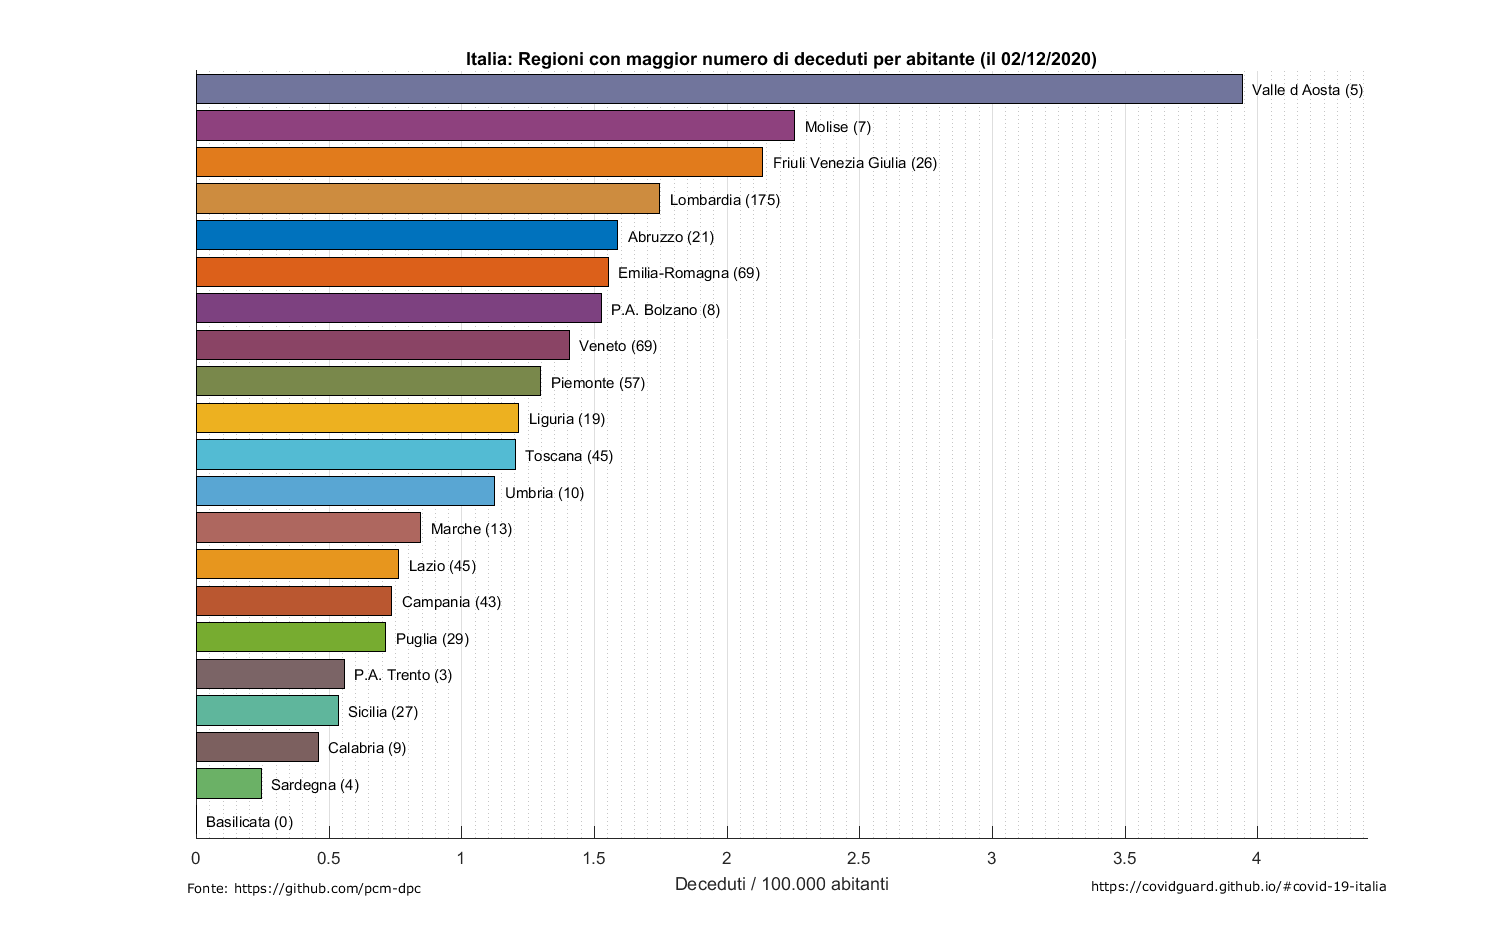 Italia: Regioni con maggior numero di deceduti per abitante (il 02/12/2020)
Valle d Aosta (5)
Molise (7)
Friuli Venezia Giulia (26)
Lombardia (175)
Abruzzo (21)
Emilia-Romagna (69)
P.A. Bolzano (8)
Veneto (69)
Piemonte (57)
Liguria (19)
Toscana (45)
Umbria (10)
Marche (13)
Lazio (45)
Campania (43)
Puglia (29)
P.A. Trento (3)
Sicilia (27)
Calabria (9)
Sardegna (4)
Basilicata (0)
0 0.5 1 1.5 2 2.5 3 3.5 4
Deceduti / 100.000 abitanti
Fonte: https://github.com/pcm-dpc
https://covidguard.github.io/#covid-19-italia